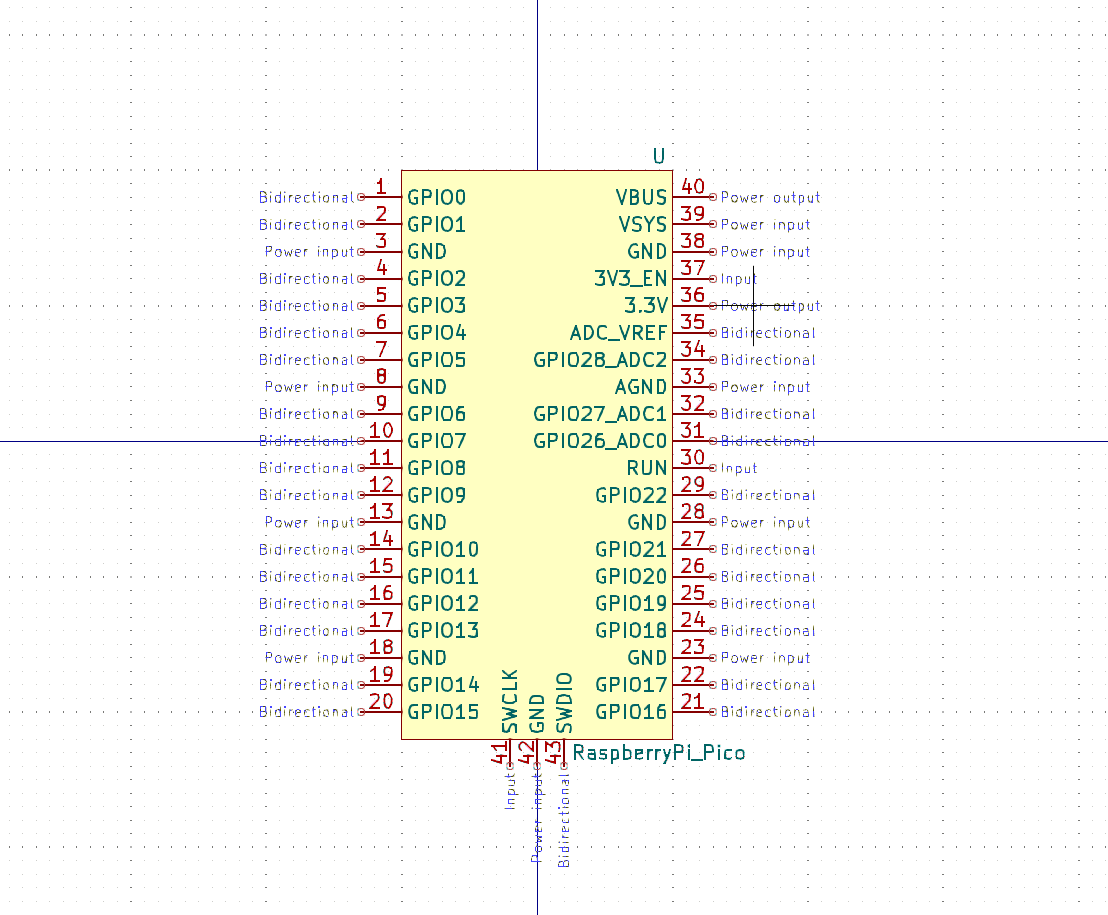 U
Bidirectional 1 GPIO0 VBUS 40 Power output
Bidirectional 2 GPIO1 VSYS 39 Power input
Power input 3 GND GND 38 Power input
Bidirectional 4 GPIO2 3V3_EN 37 Input
Bidirectional 5 GPIO3 3.3V 36 Power output
Bidirectional 6 GPIO4 ADC_VREF 35 Bidirectional
Bidirectional 7 GPIO5 GPIO28_ADC2 34 Bidirectional
Power input 8 GND AGND 33 Power input
Bidirectional 9 GPIO6 GPIO27_ADC1 32 Bidirectional
Bidirectional 10 GPIO7 GPIO26_ADC0 31 Bidirectional
Bidirectional 11 GPIO8 RUN 30 Input
Bidirectional 12 GPIO9 GPIO22 29 Bidirectional
Power input 13 GND GND 28 Power input
Bidirectional 14 GPIO10 GPIO21 27 Bidirectional
Bidirectional 15 GPIO11 GPIO20 26 Bidirectional
Bidirectional 16 GPIO12 GPIO19 25 Bidirectional
Bidirectional 17 GPIO13 GPIO18 24 Bidirectional
Power input 18 GND GND 23 Power input
Bidirectional 19 GPIO14 GPIO17 22 Bidirectional
Bidirectional 20 GPIO15 GPIO16 21 Bidirectional
SWCLK 41 Input
GND 42 Power input
SWDIO 43 Bidirectional
RaspberryPi_Pico